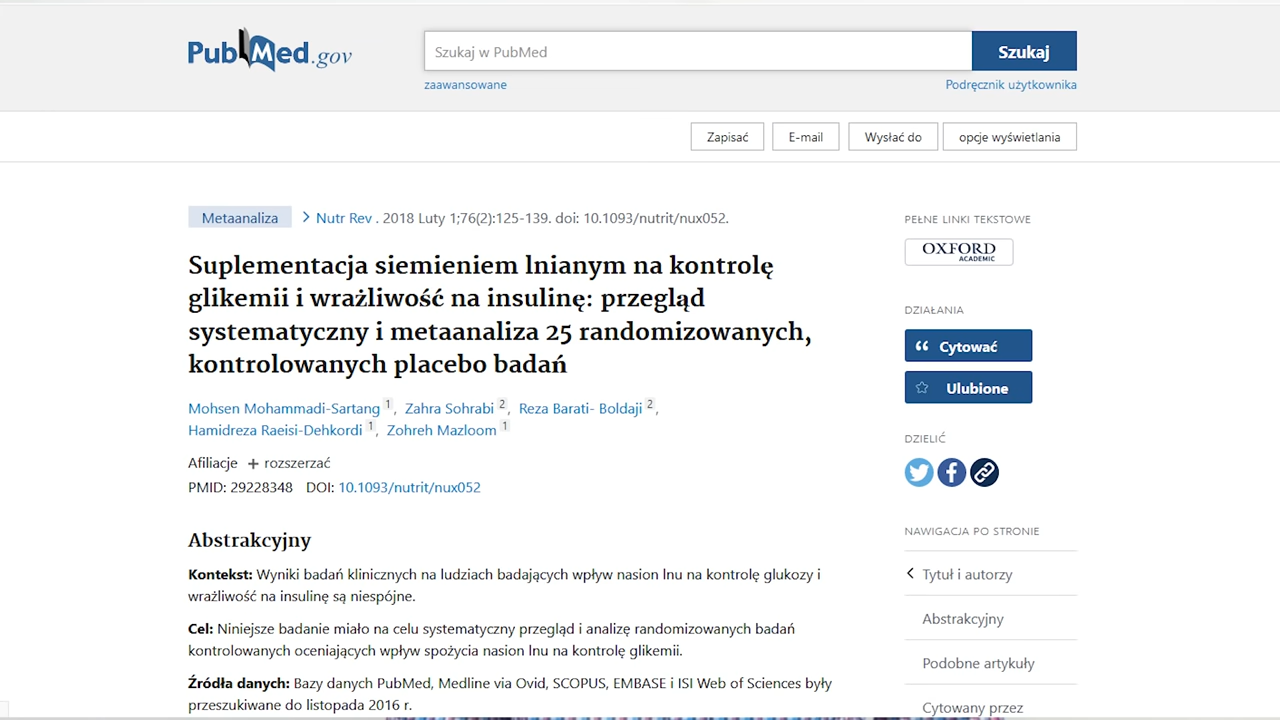 PubMed.gov
Szukaj w PubMed
Szukaj
zaawansowane
Podręcznik użytkownika
Zapisać
E-mail
Wysłać do
opcje wyświetlania
Metaanaliza
Nutr Rev . 2018 Luty 1;76(2):125-139. doi: 10.1093/nutrit/nux052.
Suplementacja siemieniem lnianym na kontrolę
glikemii i wrażliwość na insulinę: przegląd
systematyczny i metaanaliza 25 randomizowanych,
kontrolowanych placebo badań
Mohsen Mohammadi-Sartang 1, Zahra Sohrabi 2, Reza Barati- Boldaji 2,
Hamidreza Raeisi-Dehkordi 1, Zohreh Mazloom 1
Afiliacje + rozszerzać
PMID: 29228348 DOI: 10.1093/nutrit/nux052
Abstrakcyjny
Kontekst: Wyniki badań klinicznych na ludziach badających wpływ nasion lnu na kontrolę glukozy i
wrażliwość na insulinę są niespójne.
Cel: Niniejsze badanie miało na celu systematyczny przegląd i analizę randomizowanych badań
kontrolowanych oceniających wpływ spożycia nasion lnu na kontrolę glikemii.
Źródła danych: Bazy danych PubMed, Medline via Ovid, SCOPUS, EMBASE i ISI Web of Sciences były
przeszukiwane do listopada 2016 r.
PEŁNE LINKI TEKSTOWE
OXFORD
ACADEMIC
DZIAŁANIA
Cytować
Ulubione
DZIELIĆ
NAWIGACJA PO STRONIE
Tytuł i autorzy
Abstrakcyjny
Podobne artykuły
Cytowany przez